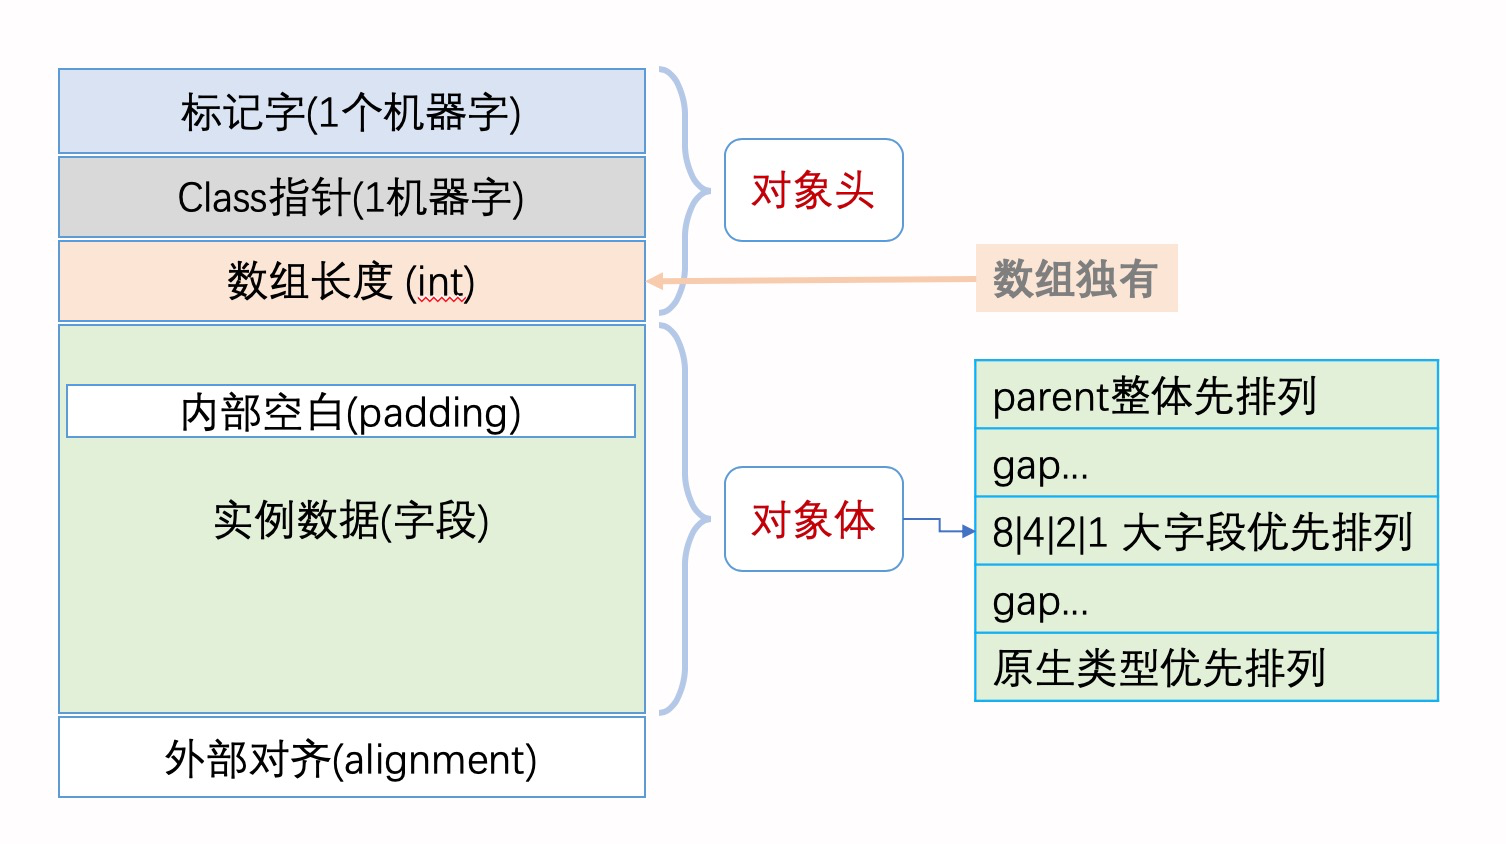 标记字(1个机器字)
Class指针(1机器字)
数组长度 (int)
内部空白(padding)
实例数据(字段)
外部对齐(alignment)
对象头
数组独有
对象体
parent整体先排列
gap...
8|4|2|1 大字段优先排列
gap...
原生类型优先排列